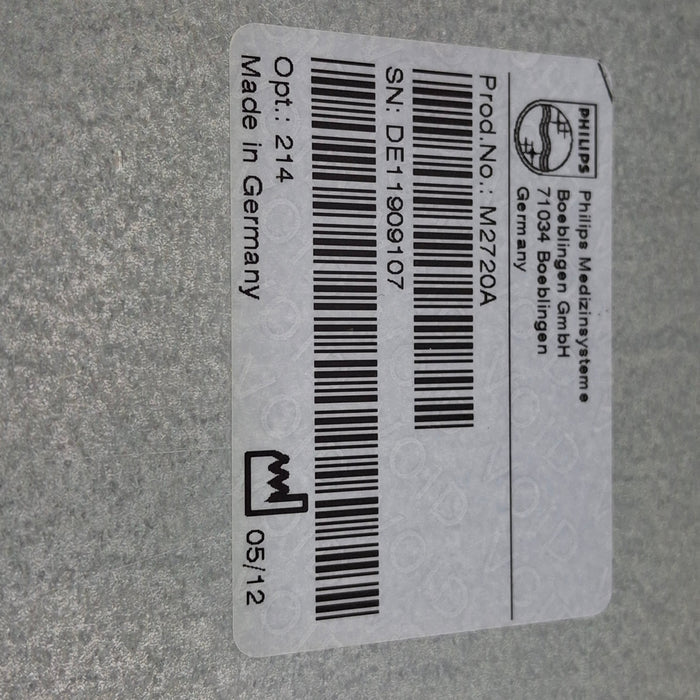 PHILIPS
Philips Medizinsysteme
Boeblingen GmbH
71034 Boeblingen
Germany
Prod.No.: M2720A
SN: DE11909107
Opt.: 214
Made in Germany
05/12
VOID